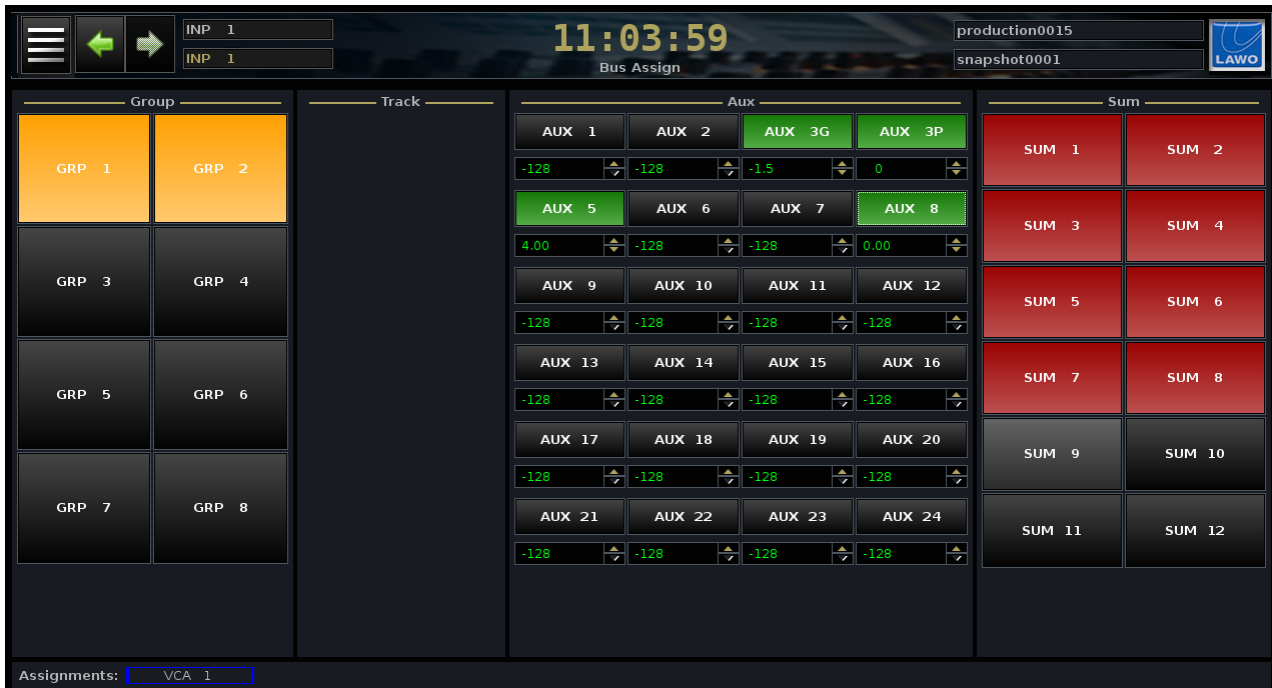 INP 1
INP 1
11:03:59
Bus Assign
production0015
snapshot0001
LAWO
Group
GRP 1 GRP 2
GRP 3 GRP 4
GRP 5 GRP 6
GRP 7 GRP 8
Track
Aux
AUX 1 AUX 2 AUX 3G AUX 3P
-128 -128 -1.5 0
AUX 5 AUX 6 AUX 7 AUX 8
4.00 -128 -128 0.00
AUX 9 AUX 10 AUX 11 AUX 12
-128 -128 -128 -128
AUX 13 AUX 14 AUX 15 AUX 16
-128 -128 -128 -128
AUX 17 AUX 18 AUX 19 AUX 20
-128 -128 -128 -128
AUX 21 AUX 22 AUX 23 AUX 24
-128 -128 -128 -128
Sum
SUM 1 SUM 2
SUM 3 SUM 4
SUM 5 SUM 6
SUM 7 SUM 8
SUM 9 SUM 10
SUM 11 SUM 12
Assignments: VCA 1